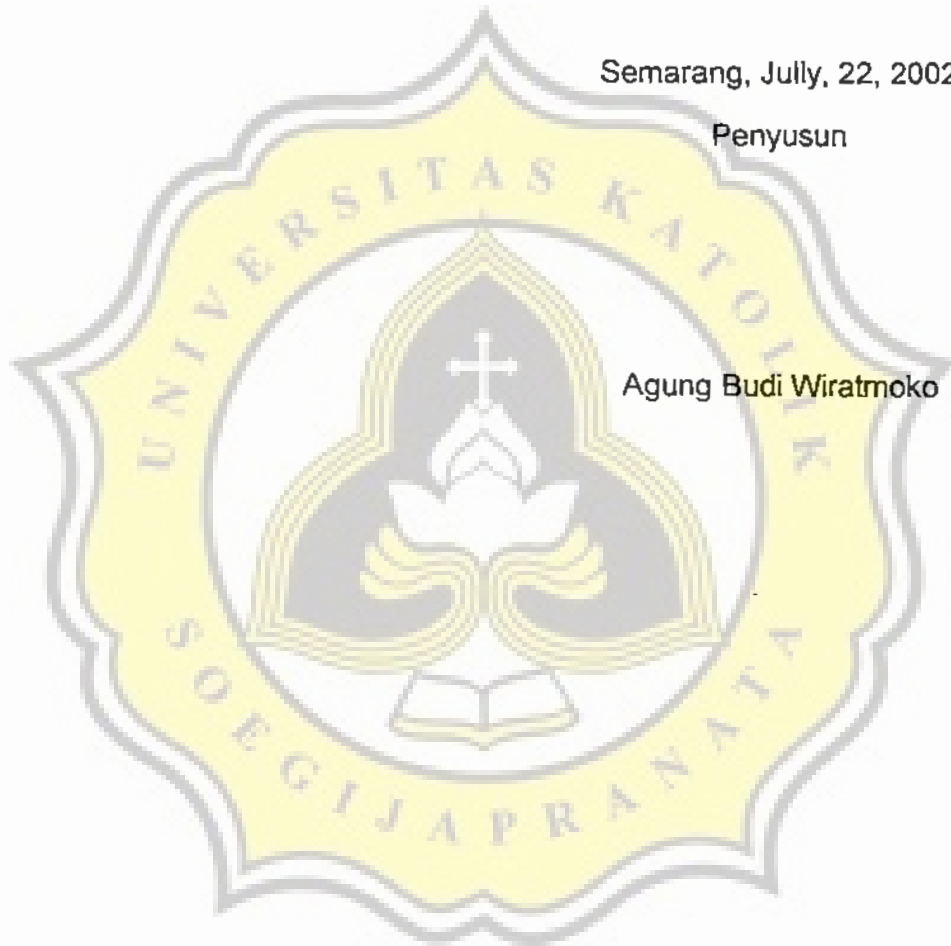 Semarang, Jully, 22, 2002
Penyusun
Agung Budi Wiratmoko
UNIVERSITAS KATOLIK
SOEGIJAPRANATA